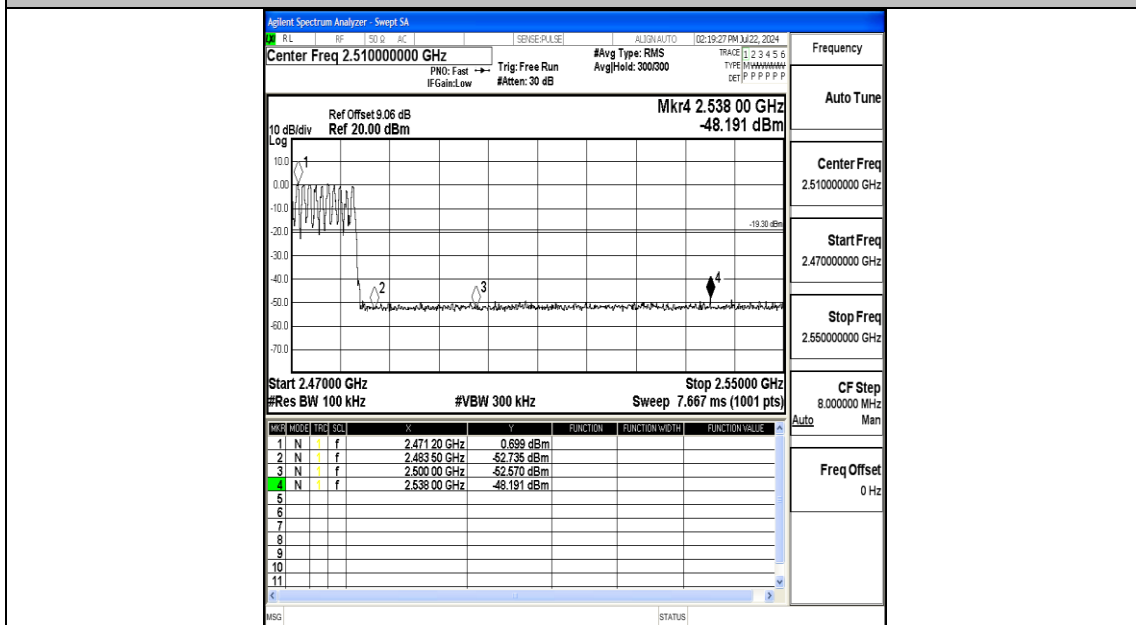 Agilent Spectrum Analyzer - Swept SA
RL RF 50 Ω AC SENSE:PULSE ALIGN AUTO 02:19:27 PM Jul 22, 2024
Center Freq 2.510000000 GHz
PNO: Fast Trig: Free Run
IFGain:Low #Atten: 30 dB
#Avg Type: RMS
Avg|Hold: 300/300
TRACE 1 2 3 4 5 6
TYPE M
DET P P P P P P
Mkr4 2.538 00 GHz
-48.191 dBm
Ref Offset 9.06 dB
10 dB/div Ref 20.00 dBm
Log
10.0
0.00
-10.0
-20.0
-30.0
-40.0
-50.0
-60.0
-70.0
1
2
3
4
-19.30 dBm
Start 2.47000 GHz Stop 2.55000 GHz
#Res BW 100 kHz #VBW 300 kHz Sweep 7.667 ms (1001 pts)
MKR MODE TRC SCL X Y FUNCTION FUNCTION WIDTH FUNCTION VALUE
1 N 1 f 2.471 20 GHz 0.699 dBm
2 N 1 f 2.483 50 GHz -52.735 dBm
3 N 1 f 2.500 00 GHz -52.570 dBm
4 N 1 f 2.538 00 GHz -48.191 dBm
5
6
7
8
9
10
11
MSG STATUS
Frequency
Auto Tune
Center Freq
2.510000000 GHz
Start Freq
2.470000000 GHz
Stop Freq
2.550000000 GHz
CF Step
8.000000 MHz
Auto Man
Freq Offset
0 Hz